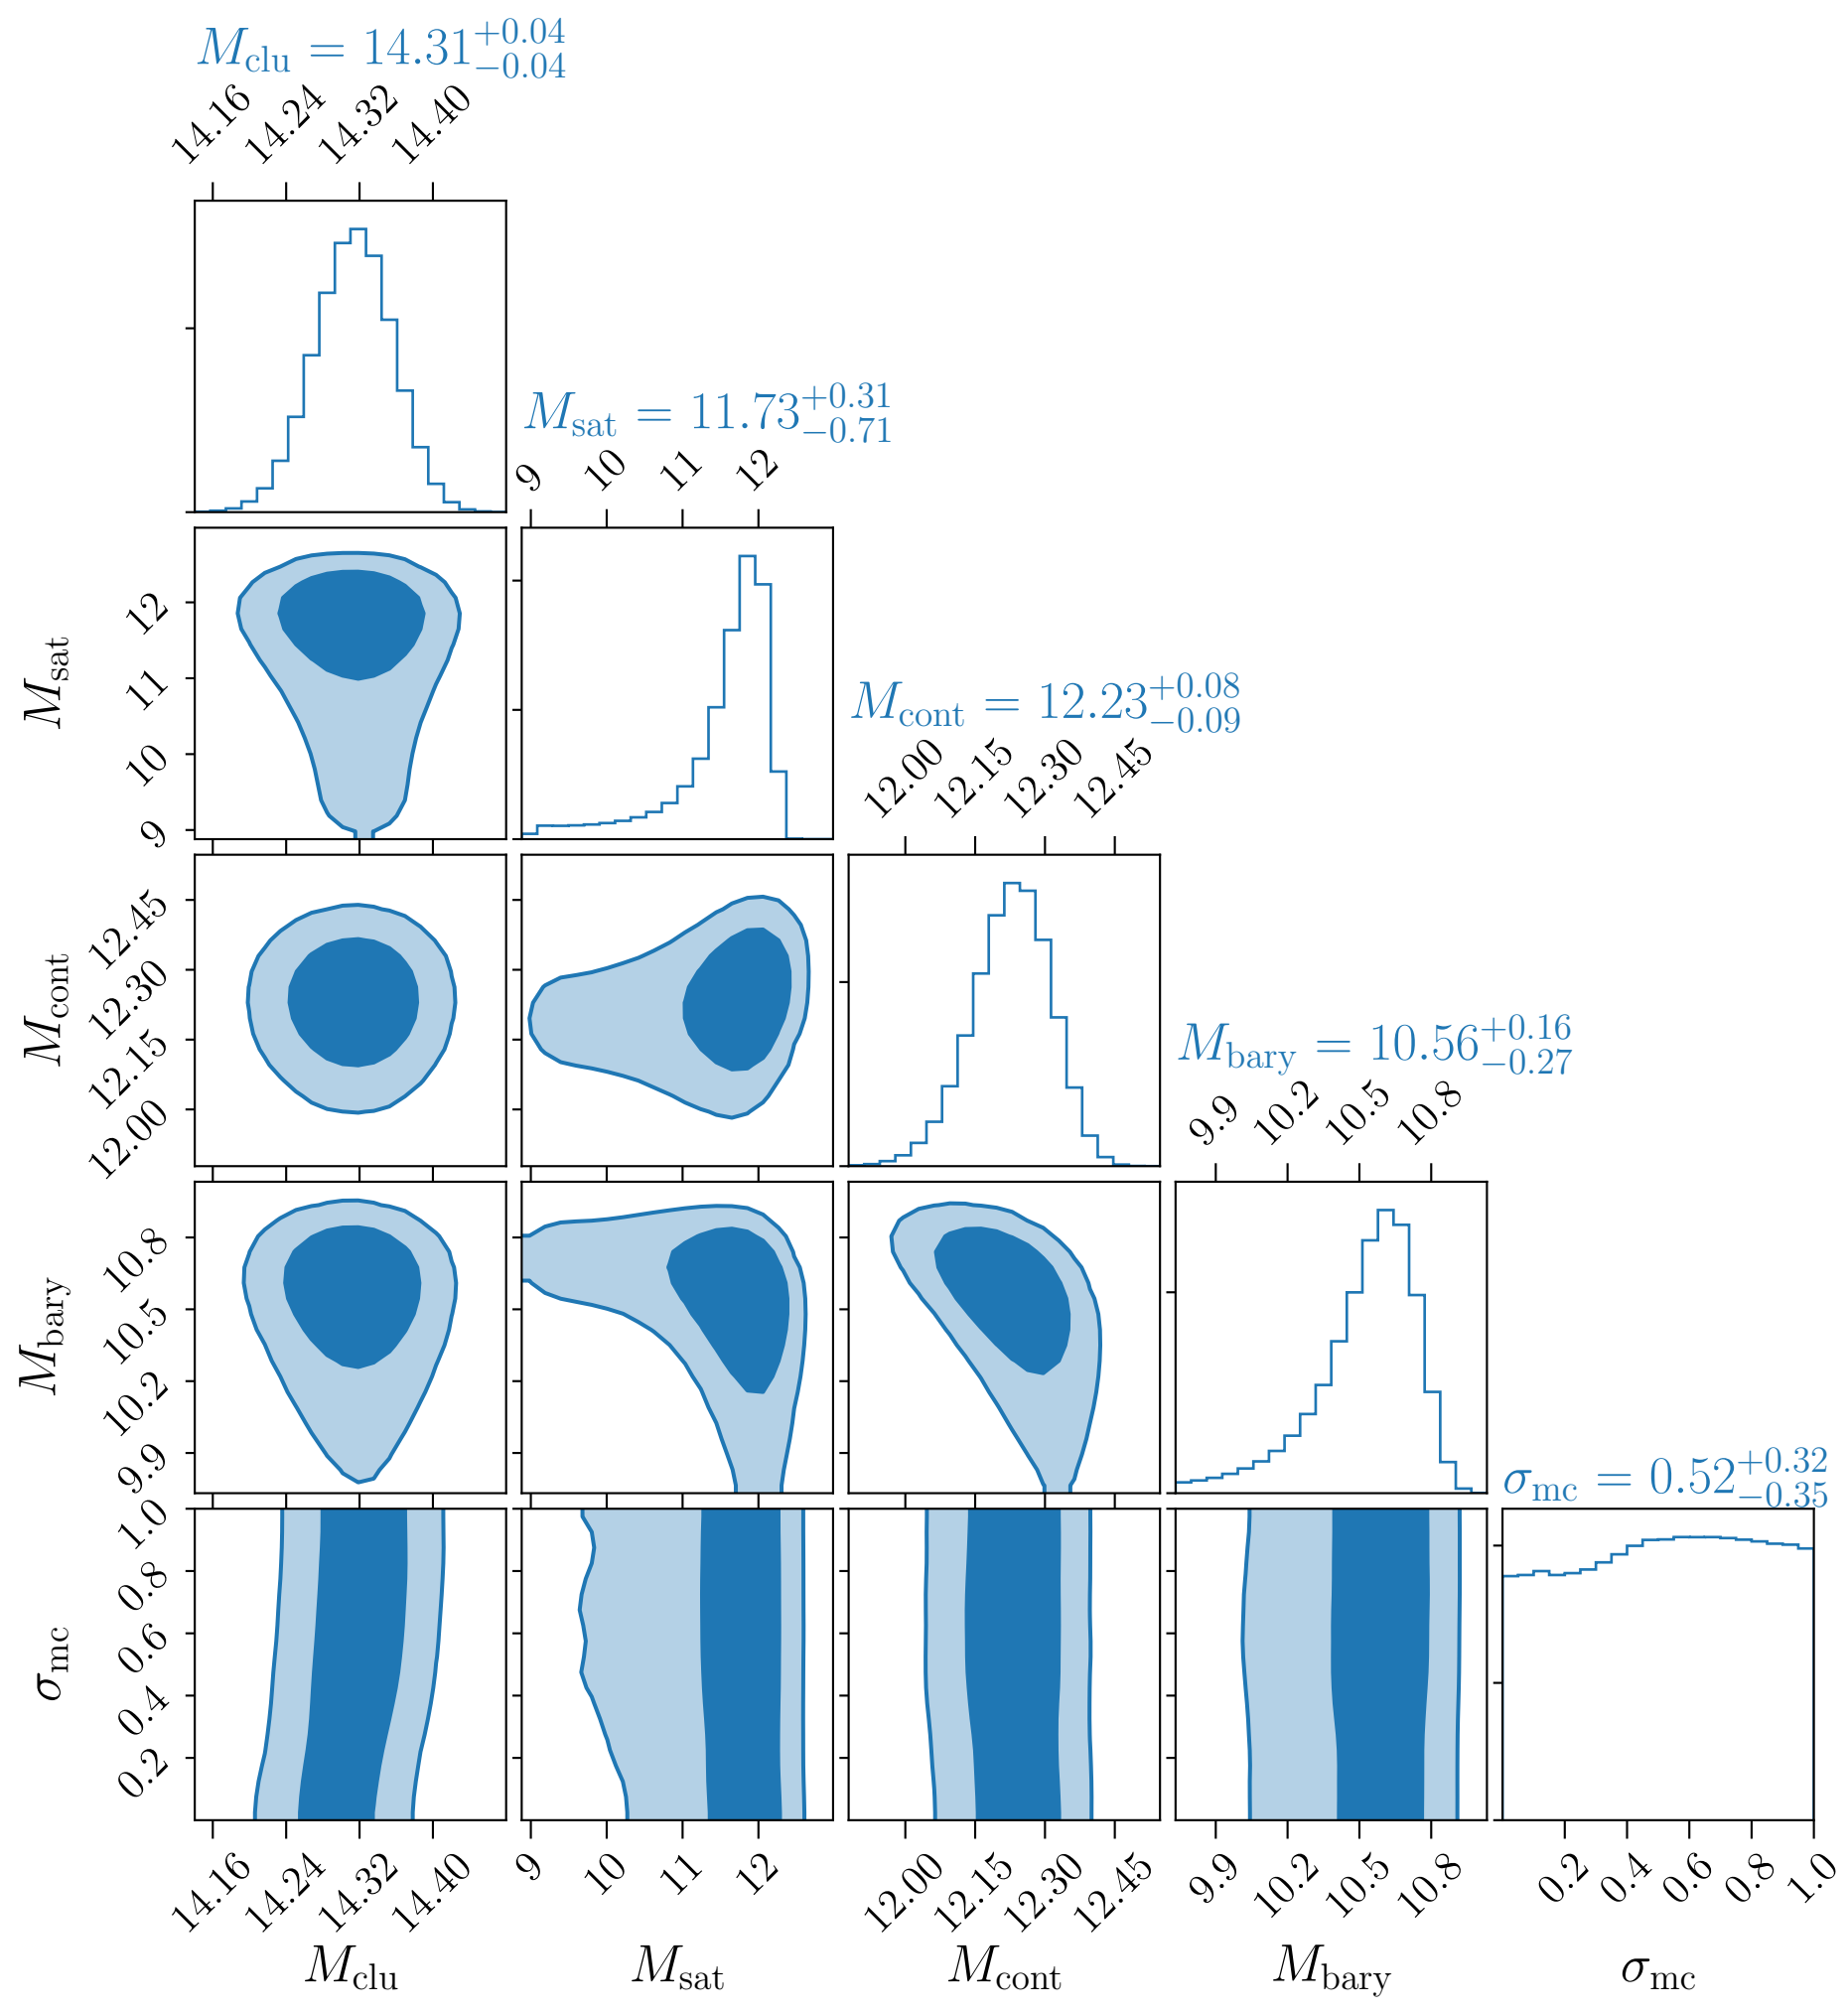 M_clu = 14.31^{+0.04}_{-0.04}
14.16 14.24 14.32 14.40
M_sat = 11.73^{+0.31}_{-0.71}
9 10 11 12
M_sat
12
11
10
9
M_cont = 12.23^{+0.08}_{-0.09}
12.00 12.15 12.30 12.45
M_cont
12.45
12.30
12.15
12.00
M_bary = 10.56^{+0.16}_{-0.27}
9.9 10.2 10.5 10.8
M_bary
10.8
10.5
10.2
9.9
σ_mc = 0.52^{+0.32}_{-0.35}
σ_mc
1.0
0.8
0.6
0.4
0.2
14.16 14.24 14.32 14.40 9 10 11 12 12.00 12.15 12.30 12.45 9.9 10.2 10.5 10.8 0.2 0.4 0.6 0.8 1.0
M_clu M_sat M_cont M_bary σ_mc